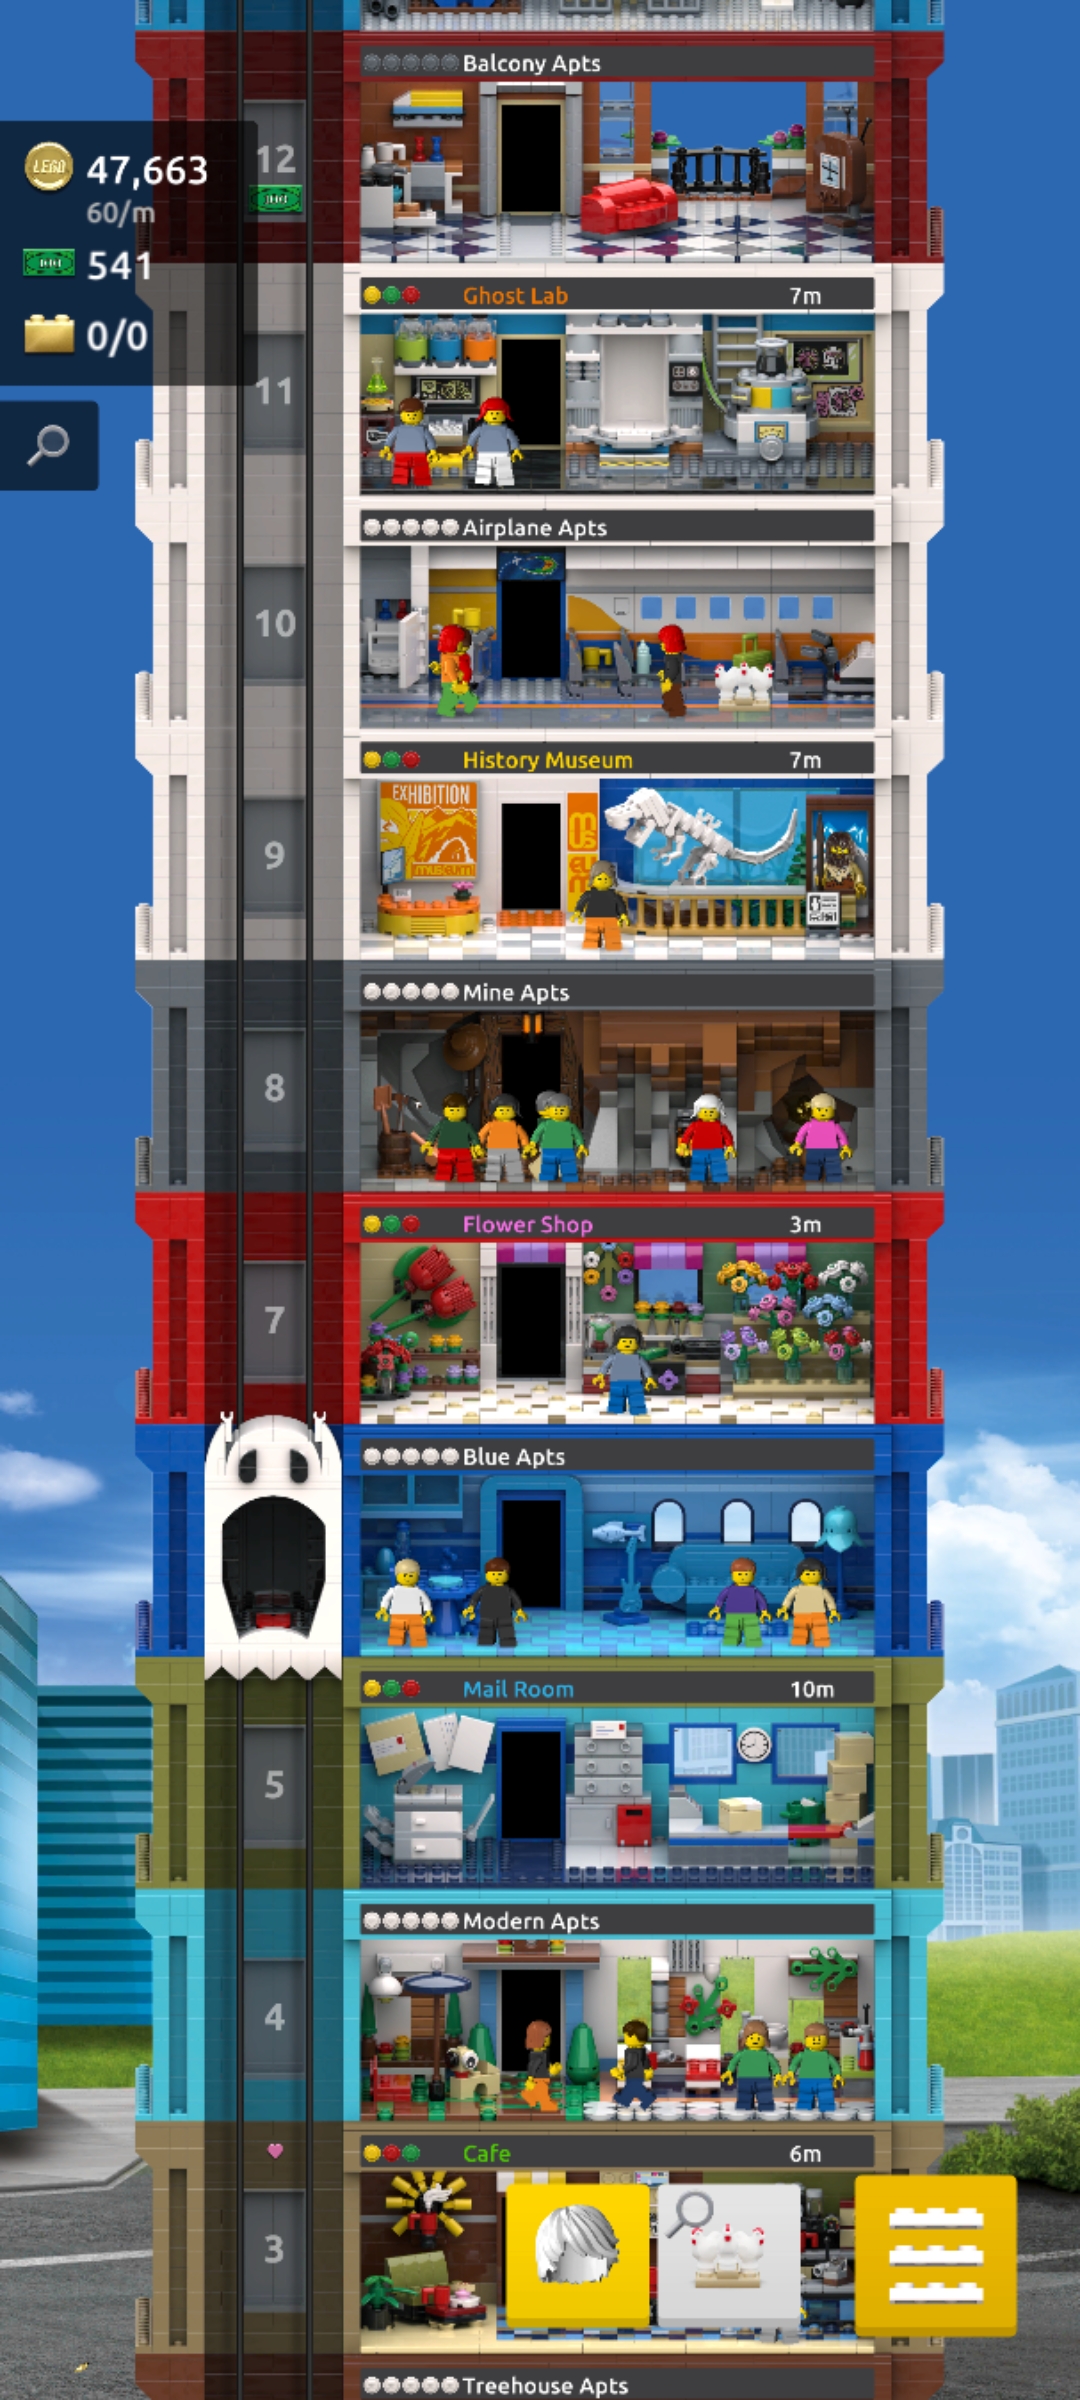 Balcony Apts
LEGO
47,663
60/m
12
541
Ghost Lab 7m
0/0
11
Airplane Apts
10
History Museum 7m
EXHIBITION
museum
9
Mine Apts
8
Flower Shop 3m
7
Blue Apts
Mail Room 10m
5
Modern Apts
4
Cafe 6m
3
Treehouse Apts